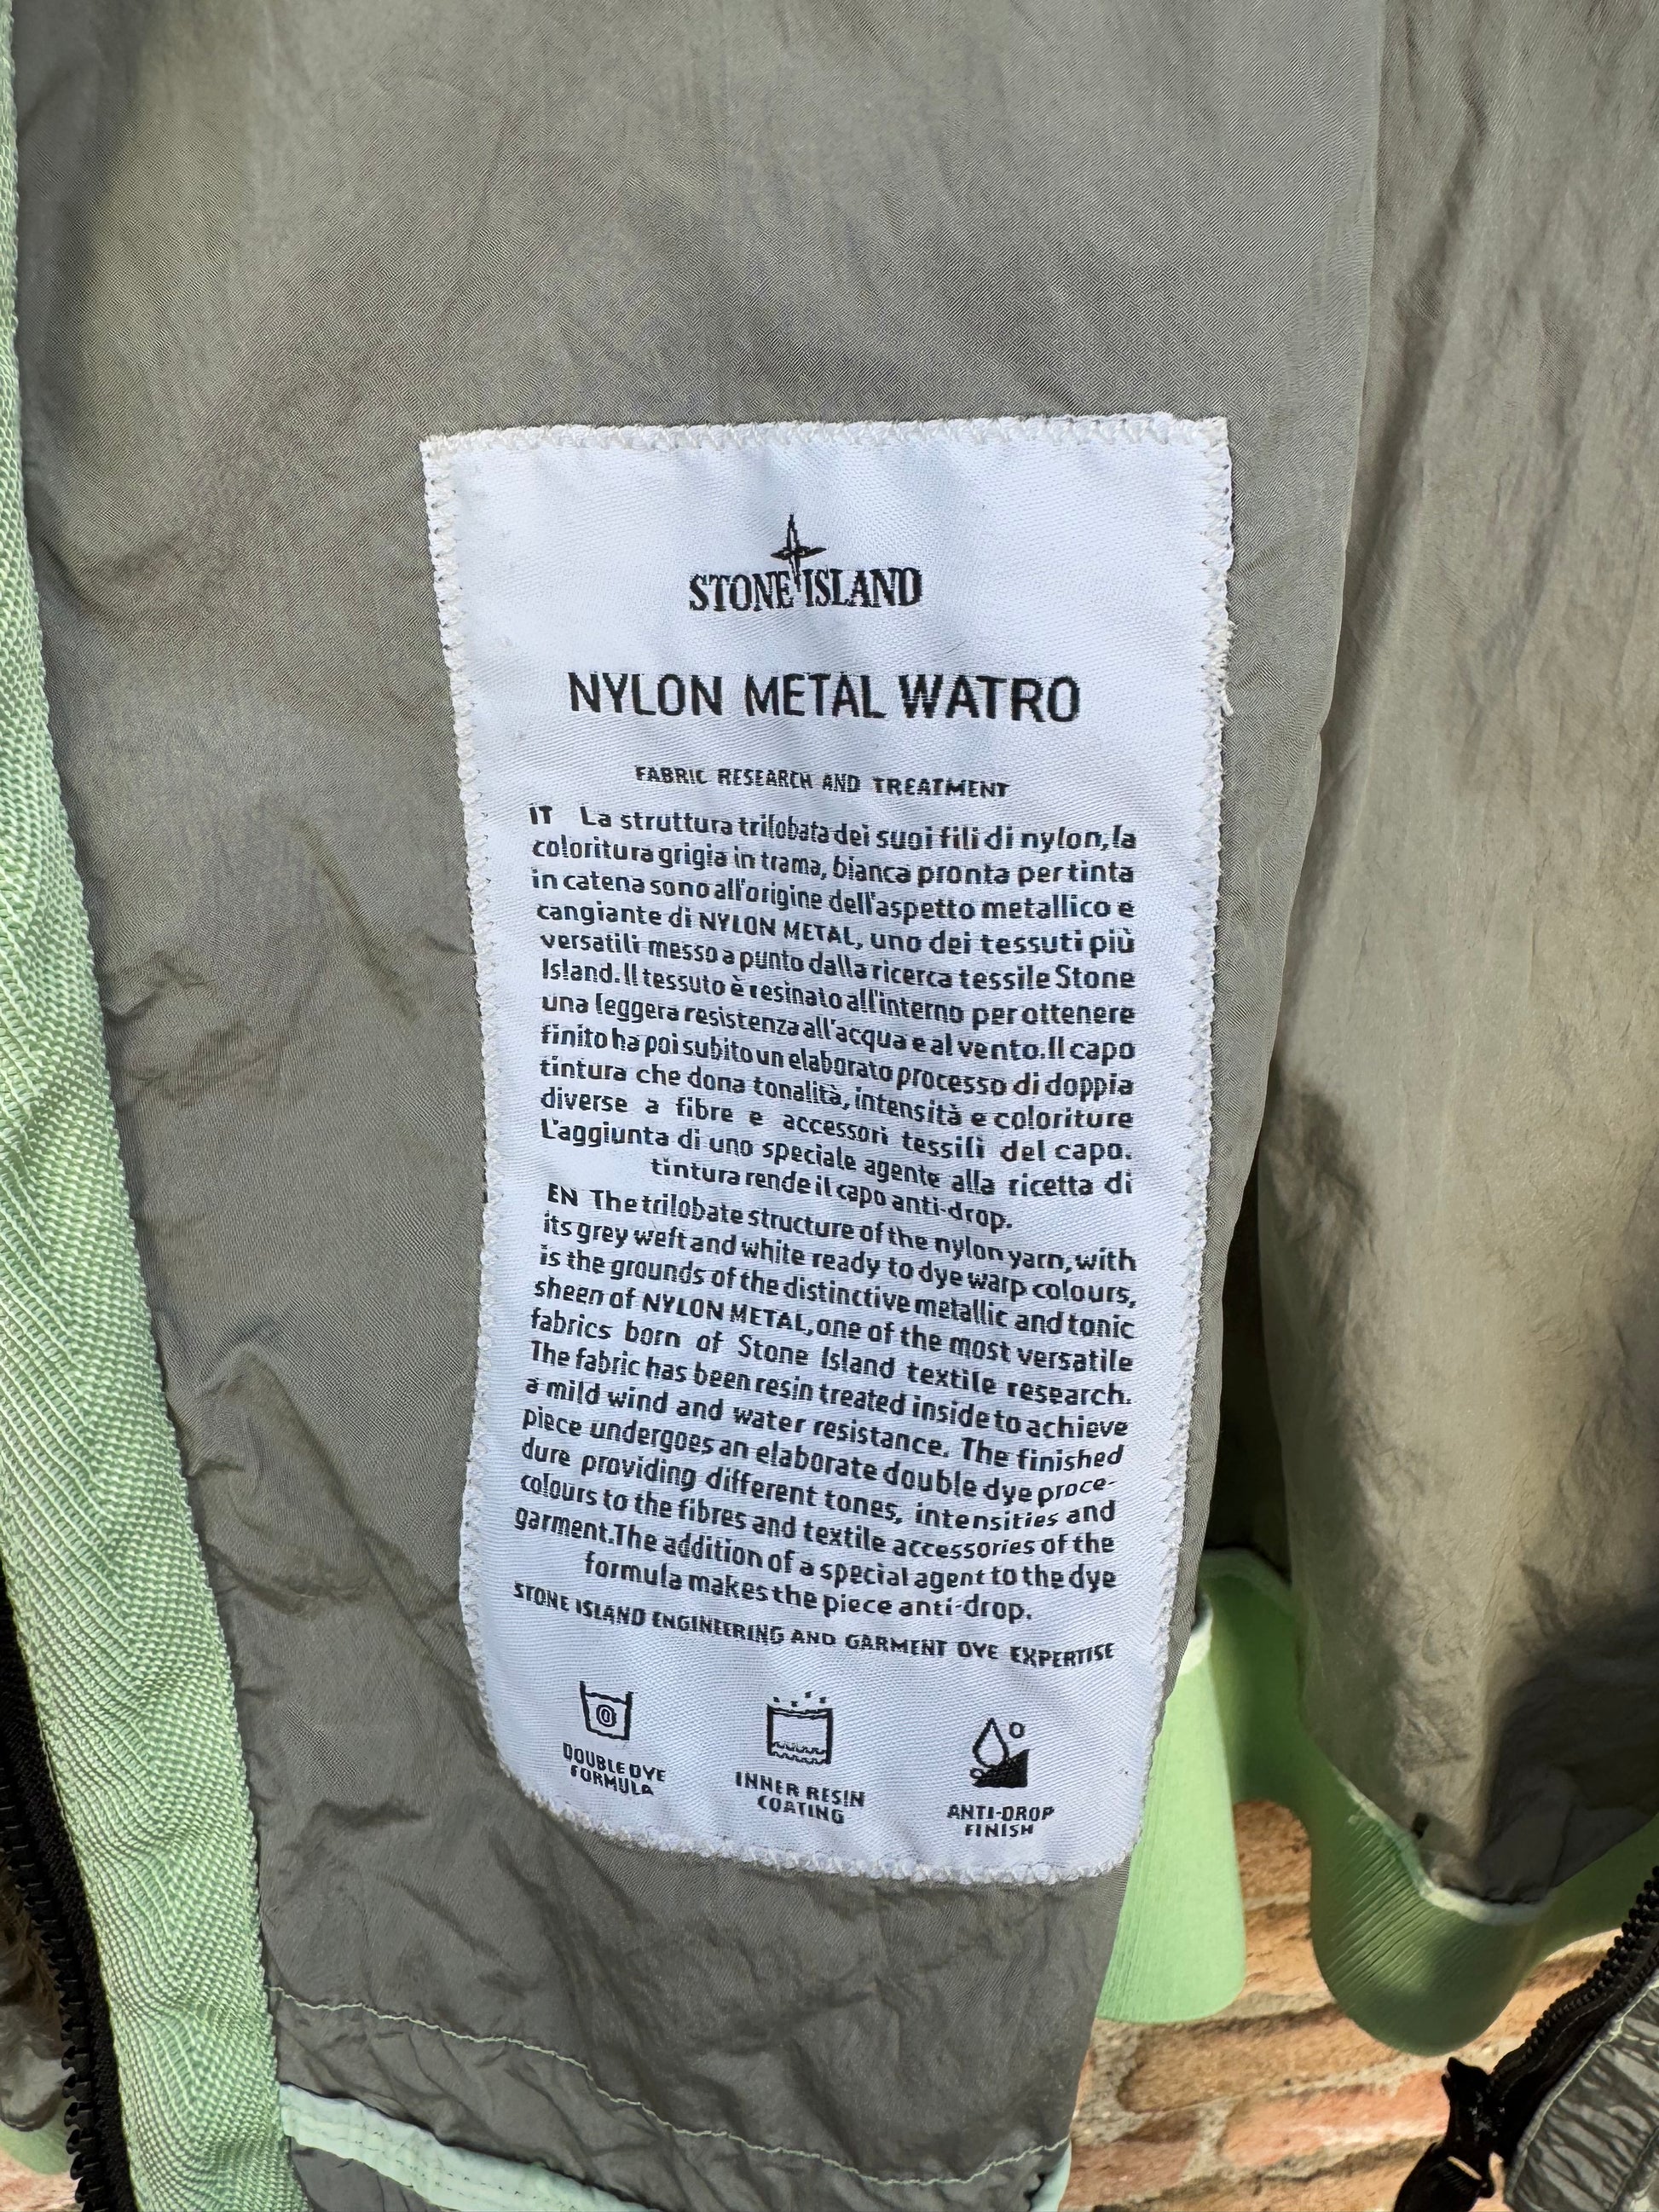 STONE ISLAND
NYLON METAL WATRO
FABRIC RESEARCH AND TREATMENT
IT La struttura trilobata dei suoi fili di nylon, la
coloritura grigia in trama, bianca pronta per tinta
in catena sono all'origine dell'aspetto metallico e
cangiante di NYLON METAL, uno dei tessuti più
versatili messo a punto dalla ricerca tessile Stone
Island. Il tessuto è resinato all'interno per ottenere
una leggera resistenza all'acqua e al vento. Il capo
finito ha poi subito un elaborato processo di doppia
tintura che dona tonalità, intensità e coloriture
diverse a fibre e accessori tessili del capo.
L'aggiunta di uno speciale agente alla ricetta di
tintura rende il capo anti-drop.
EN The trilobate structure of the nylon yarn, with
its grey weft and white ready to dye warp colours,
is the grounds of the distinctive metallic and tonic
sheen of NYLON METAL, one of the most versatile
fabrics born of Stone Island textile research.
The fabric has been resin treated inside to achieve
a mild wind and water resistance. The finished
piece undergoes an elaborate double dye proce-
dure providing different tones, intensities and
colours to the fibres and textile accessories of the
garment. The addition of a special agent to the dye
formula makes the piece anti-drop.
STONE ISLAND ENGINEERING AND GARMENT DYE EXPERTISE
DOUBLE DYE
FORMULA
INNER RESIN
COATING
ANTI-DROP
FINISH